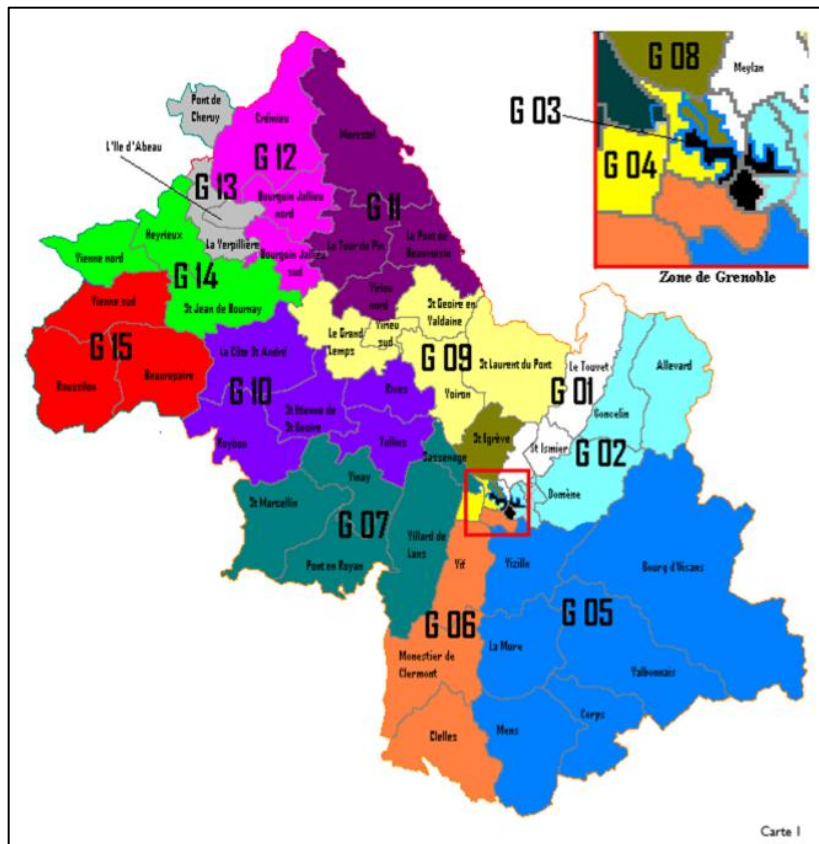 G 08
Meylan
G 03
G 04
Zone de Grenoble
Pont de
Cheruy
Crémieu
G 12
Morestel
L'Ile d'Abeau
G 13
Bourgoin Jallieu
nord
G 11
La Verpillière
Bourgoin Jallieu
sud
La Tour du Pin
Le Pont de
Beauvoisin
Heyrieux
Vienne nord
G 14
St Jean de Bournay
Virieu
nord
St Geoire en
Valdaine
Vienne sud
G 15
Roussillon
Beaurepaire
Le Grand
Lemps
Virieu
sud
G 09
St Laurent du Pont
Voiron
La Côte St André
G 10
St Etienne de
St Geoire
Rives
Roybon
Tullins
Le Touvet
G 01
Allevard
Goncelin
St Egrève
St Ismier
G 02
Domène
Sassenage
Vinay
St Marcellin
G 07
Pont en Royan
Villard de
Lans
Vif
Vizille
Bourg d'Oisans
G 06
G 05
La Mure
Monestier de
Clermont
Valbonnais
Corps
Mens
Clelles
Carte 1